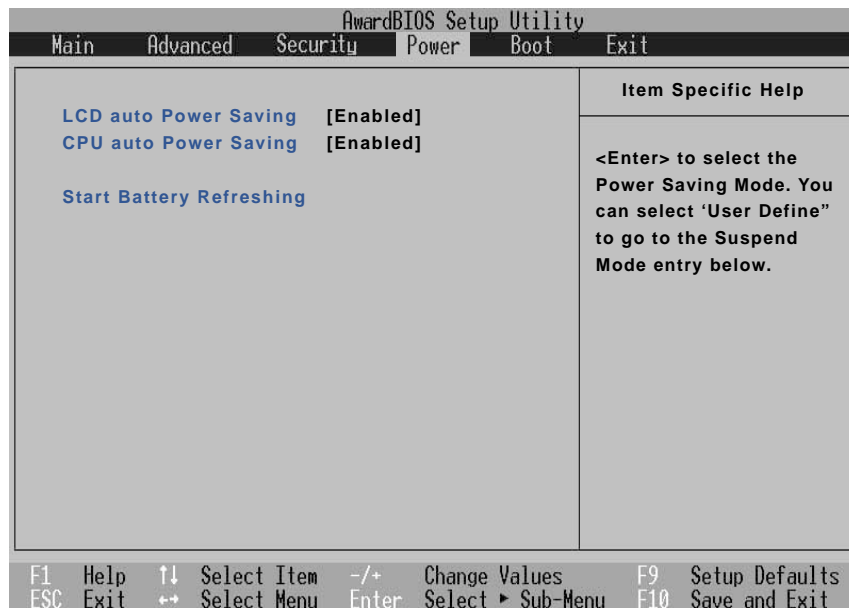 AwardBIOS Setup Utility
Main Advanced Security Power Boot Exit
LCD auto Power Saving [Enabled]
CPU auto Power Saving [Enabled]
Start Battery Refreshing
Item Specific Help
<Enter> to select the
Power Saving Mode. You
can select ‘User Define”
to go to the Suspend
Mode entry below.
F1 Help ↑↓ Select Item -/+ Change Values F9 Setup Defaults
ESC Exit ←→ Select Menu Enter Select ► Sub-Menu F10 Save and Exit